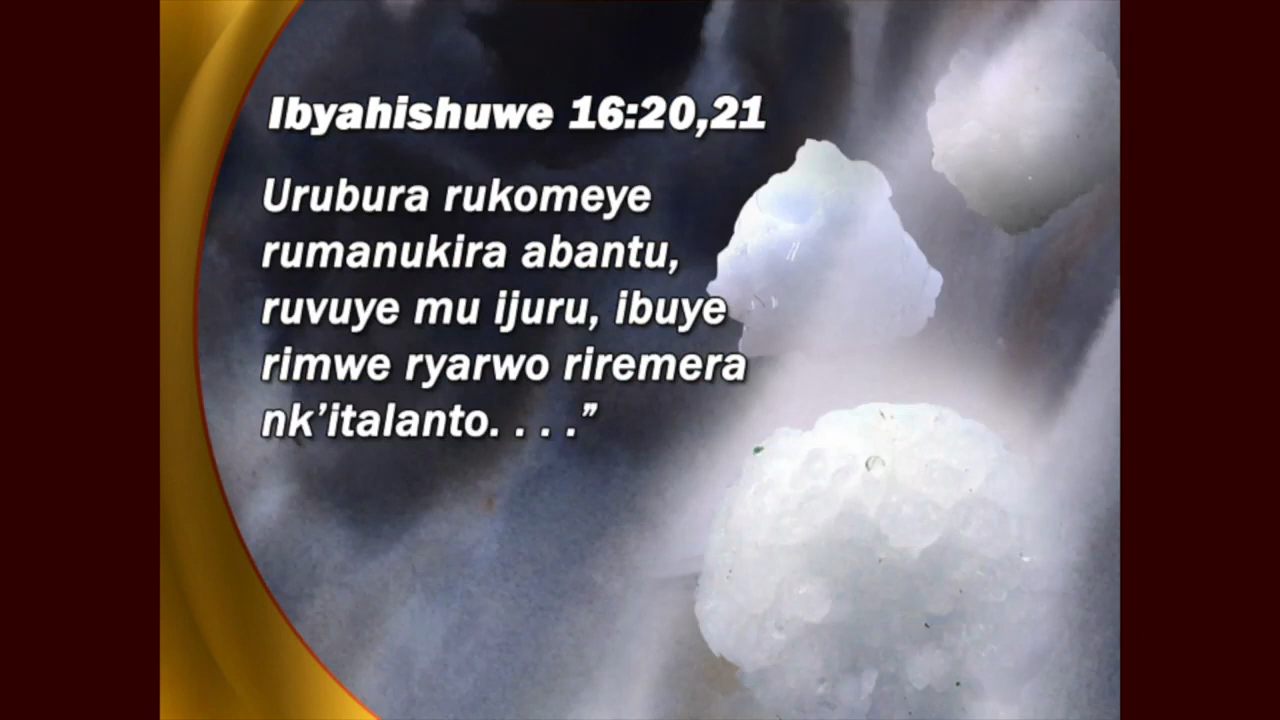 Ibyahishuwe 16:20,21
Urubura rukomeye
rumanukira abantu,
ruvuye mu ijuru, ibuye
rimwe ryarwo riremera
nk’italanto. . . .”